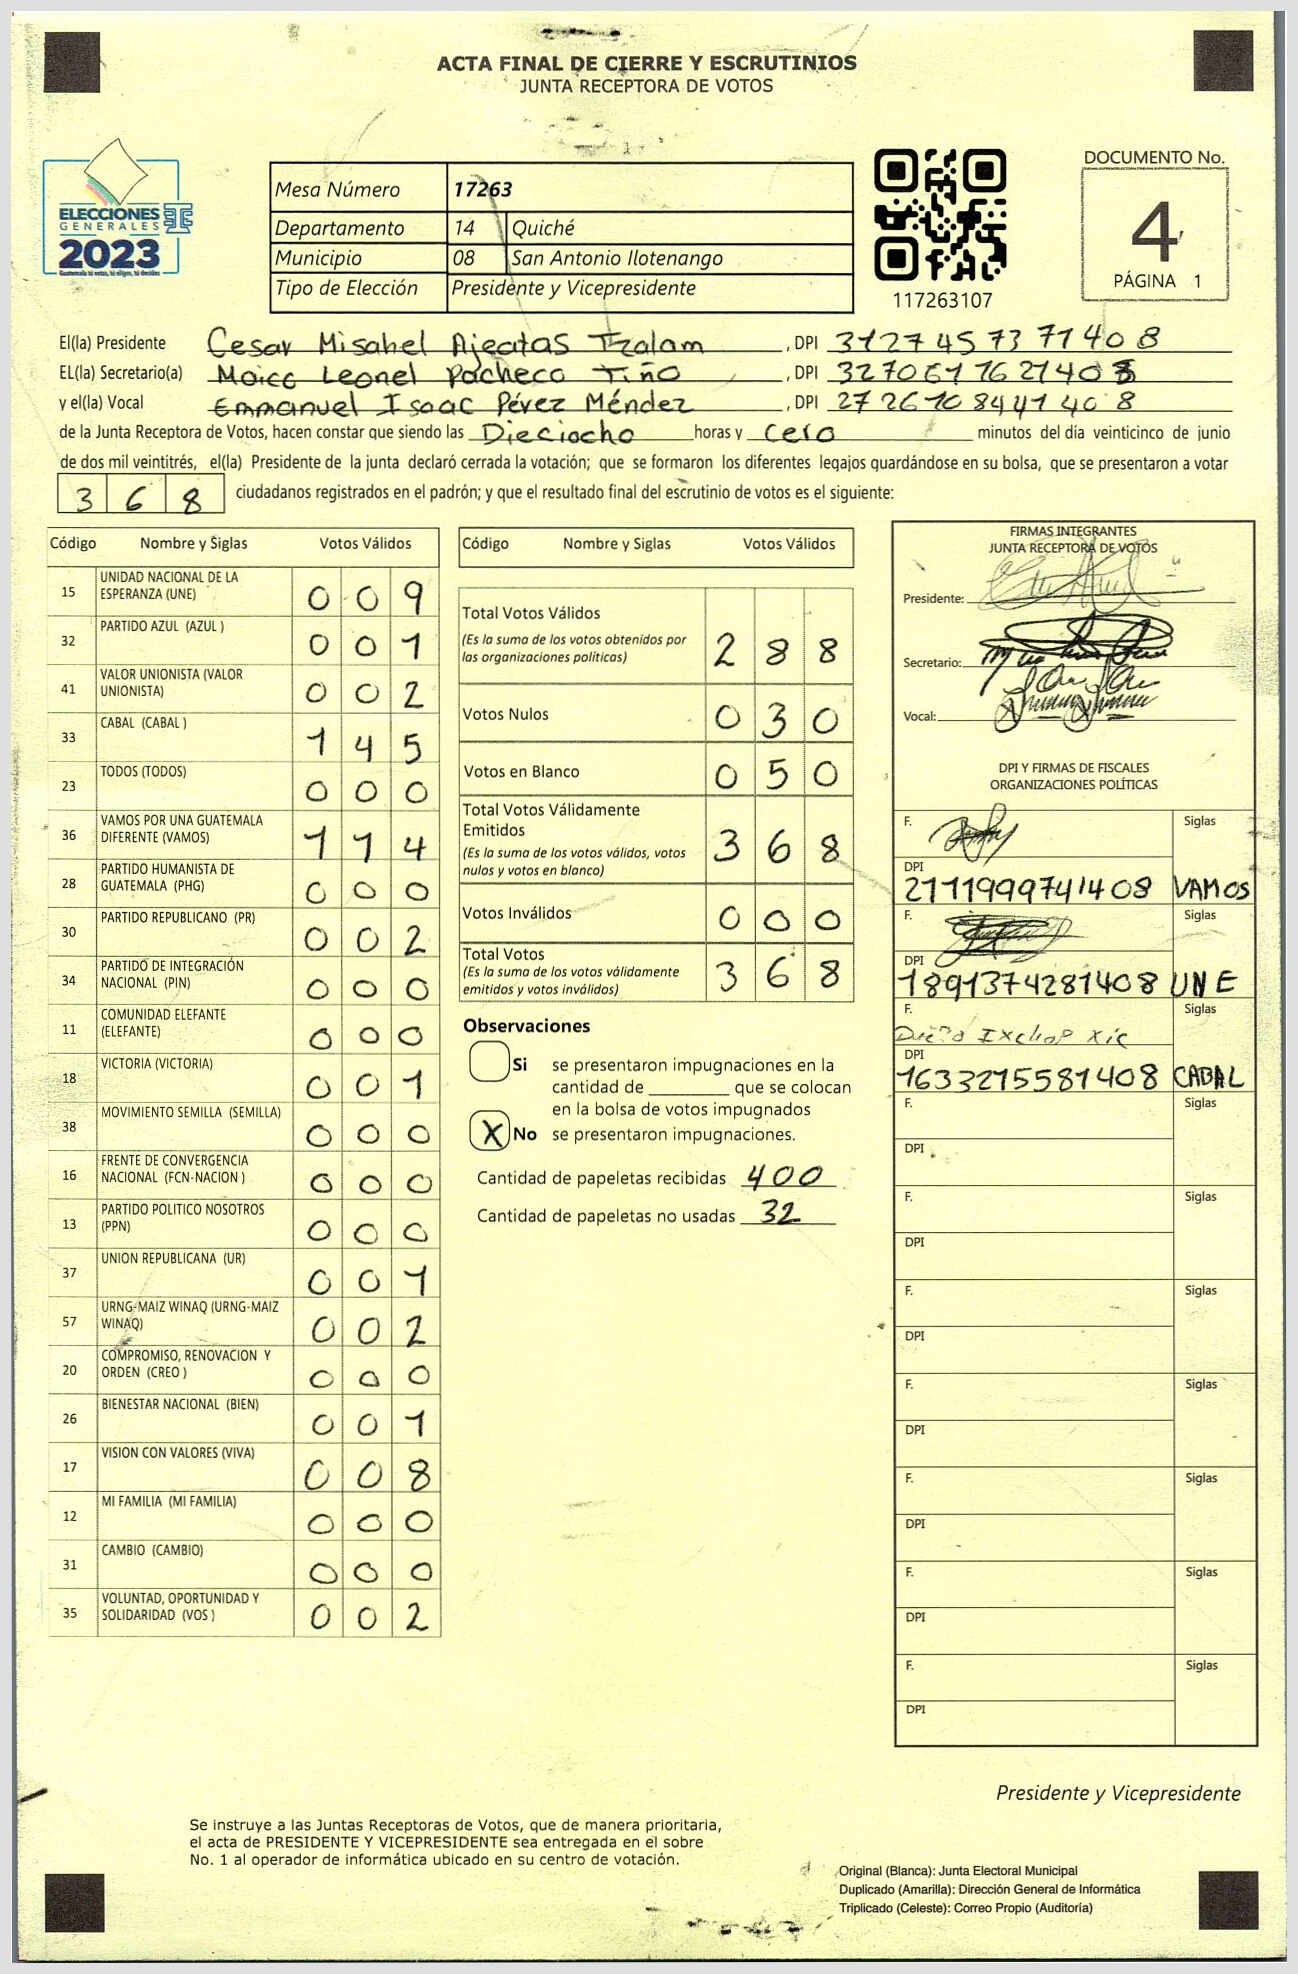 ACTA FINAL DE CIERRE Y ESCRUTINIOS
JUNTA RECEPTORA DE VOTOS
ELECCIONES
GENERALES
2023
Guatemala tú votas, tú eliges, tú decides
Mesa Número 17263
Departamento 14 Quiché
Municipio 08 San Antonio Ilotenango
Tipo de Elección Presidente y Vicepresidente
117263107
DOCUMENTO No.
4
PÁGINA 1
El(la) Presidente Cesar Misahel Ajeatas Tzalam, DPI 3127457371408
EL(la) Secretario(a) Leonel Pacheco Tiño, DPI
y el(la) Vocal Emmanuel Isaac Pérez Méndez, DPI 2726108441408
de la Junta Receptora de Votos, hacen constar que siendo las Dieciocho horas y cero minutos del día veinticinco de junio
de dos mil veintitrés, el(la) Presidente de la junta declaró cerrada la votación; que se formaron los diferentes legajos guardándose en su bolsa, que se presentaron a votar
368 ciudadanos registrados en el padrón; y que el resultado final del escrutinio de votos es el siguiente:
Código Nombre y Siglas Votos Válidos
15 UNIDAD NACIONAL DE LA ESPERANZA (UNE) 0 0 9
32 PARTIDO AZUL (AZUL ) 0 0 1
41 VALOR UNIONISTA (VALOR UNIONISTA) 0 0 2
33 CABAL (CABAL ) 1 4 5
23 TODOS (TODOS) 0 0 0
36 VAMOS POR UNA GUATEMALA DIFERENTE (VAMOS) 1 1 4
28 PARTIDO HUMANISTA DE GUATEMALA (PHG) 0 0 0
30 PARTIDO REPUBLICANO (PR) 0 0 2
34 PARTIDO DE INTEGRACIÓN NACIONAL (PIN) 0 0 0
11 COMUNIDAD ELEFANTE (ELEFANTE) 0 0 0
18 VICTORIA (VICTORIA) 0 0 1
38 MOVIMIENTO SEMILLA (SEMILLA) 0 0 0
16 FRENTE DE CONVERGENCIA NACIONAL (FCN-NACION ) 0 0 0
13 PARTIDO POLITICO NOSOTROS (PPN) 0 0 0
37 UNION REPUBLICANA (UR) 0 0 1
57 URNG-MAIZ WINAQ (URNG-MAIZ WINAQ) 0 0 2
20 COMPROMISO, RENOVACION Y ORDEN (CREO ) 0 0 0
26 BIENESTAR NACIONAL (BIEN) 0 0 1
17 VISION CON VALORES (VIVA) 0 0 8
12 MI FAMILIA (MI FAMILIA) 0 0 0
31 CAMBIO (CAMBIO) 0 0 0
35 VOLUNTAD, OPORTUNIDAD Y SOLIDARIDAD (VOS ) 0 0 2
Código Nombre y Siglas Votos Válidos
Total Votos Válidos 2 8 8
(Es la suma de los votos obtenidos por
las organizaciones políticas)
Votos Nulos 0 3 0
Votos en Blanco 0 5 0
Total Votos Válidamente
Emitidos 3 6 8
(Es la suma de los votos válidos, votos
nulos y votos en blanco)
Votos Inválidos 0 0 0
Total Votos 3 6 8
(Es la suma de los votos válidamente
emitidos y votos inválidos)
Observaciones
Si se presentaron impugnaciones en la
cantidad de ________ que se colocan
en la bolsa de votos impugnados
X No se presentaron impugnaciones.
Cantidad de papeletas recibidas 400
Cantidad de papeletas no usadas 32
FIRMAS INTEGRANTES
JUNTA RECEPTORA DE VOTOS
Presidente:
Secretario:
Vocal:
DPI Y FIRMAS DE FISCALES
ORGANIZACIONES POLÍTICAS
F. Siglas
DPI
2111999741408 VAMOS
F. Siglas
DPI
1891374281408 UNE
F. Siglas
DPI
1633215581408 CABAL
F. Siglas
DPI
F. Siglas
DPI
F. Siglas
DPI
F. Siglas
DPI
F. Siglas
DPI
F. Siglas
DPI
F. Siglas
DPI
Presidente y Vicepresidente
Se instruye a las Juntas Receptoras de Votos, que de manera prioritaria,
el acta de PRESIDENTE Y VICEPRESIDENTE sea entregada en el sobre
No. 1 al operador de informática ubicado en su centro de votación.
Original (Blanca): Junta Electoral Municipal
Duplicado (Amarilla): Dirección General de Informática
Triplicado (Celeste): Correo Propio (Auditoría)